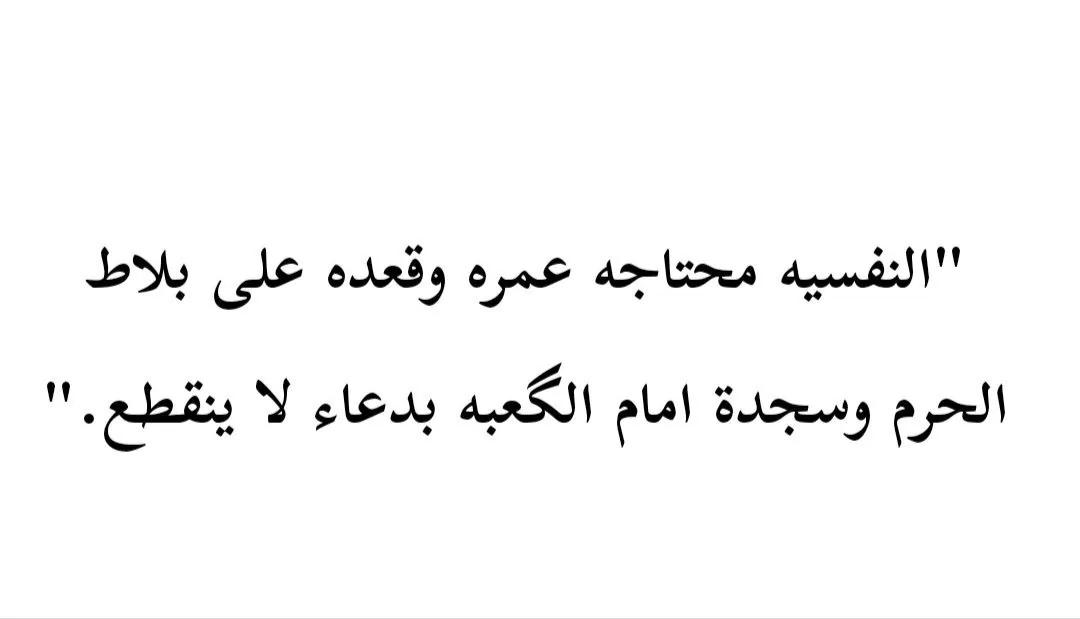 "النفسيه محتاجه عمره وقعده على بلاط
الحرم وسجدة امام الگعبه بدعاء لا ينقطع."